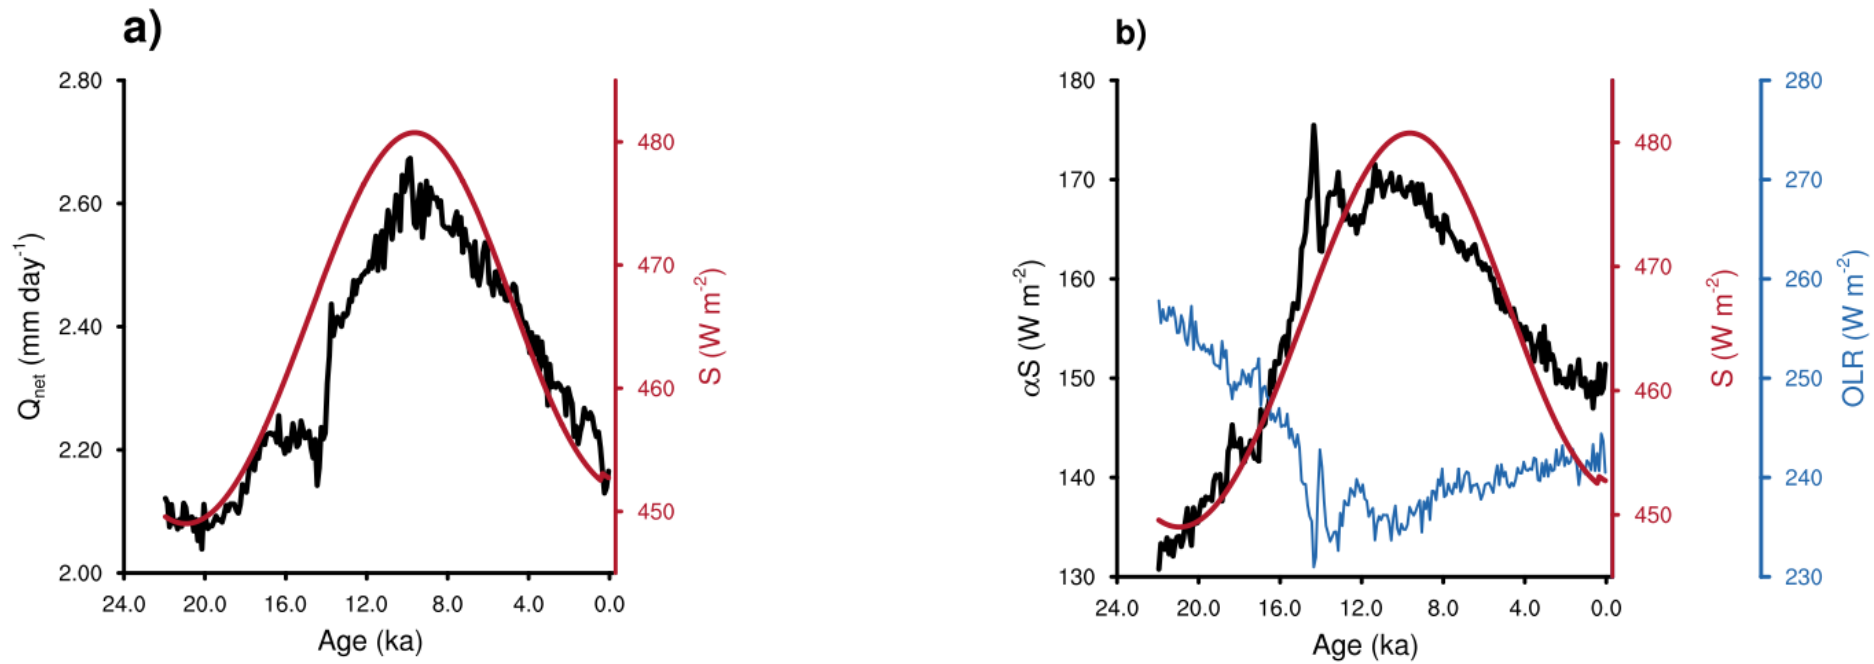 a)
2.80
2.60
2.40
2.20
2.00
Qnet (mm day-1)
24.0 20.0 16.0 12.0 8.0 4.0 0.0
Age (ka)
480
470
460
450
S (W m-2)
b)
180
170
160
150
140
130
αS (W m-2)
24.0 20.0 16.0 12.0 8.0 4.0 0.0
Age (ka)
480
470
460
450
S (W m-2)
280
270
260
250
240
230
OLR (W m-2)